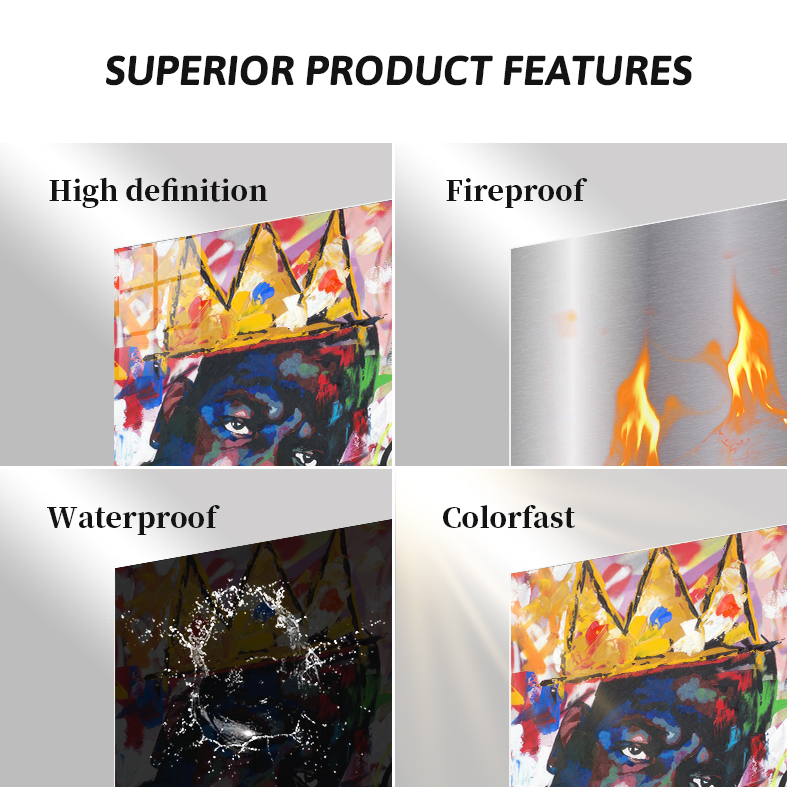 SUPERIOR PRODUCT FEATURES
High definition
Fireproof
Waterproof
Colorfast